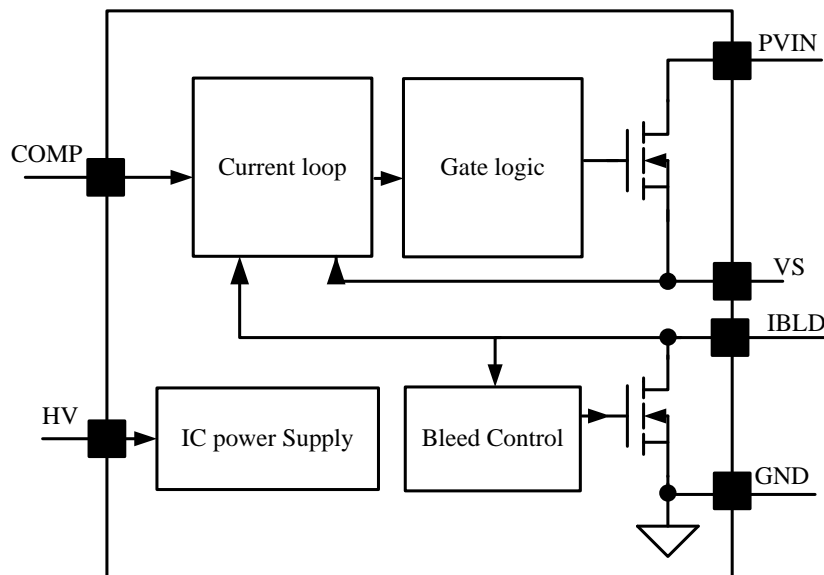 PVIN
COMP
Current loop
Gate logic
VS
IBLD
HV
IC power Supply
Bleed Control
GND